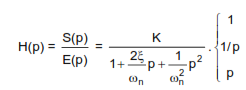 H(p) = S(p)/E(p) = K / (1 + (2ξ/ωn)p + (1/ωn²)p²) · { 1
1/p
p